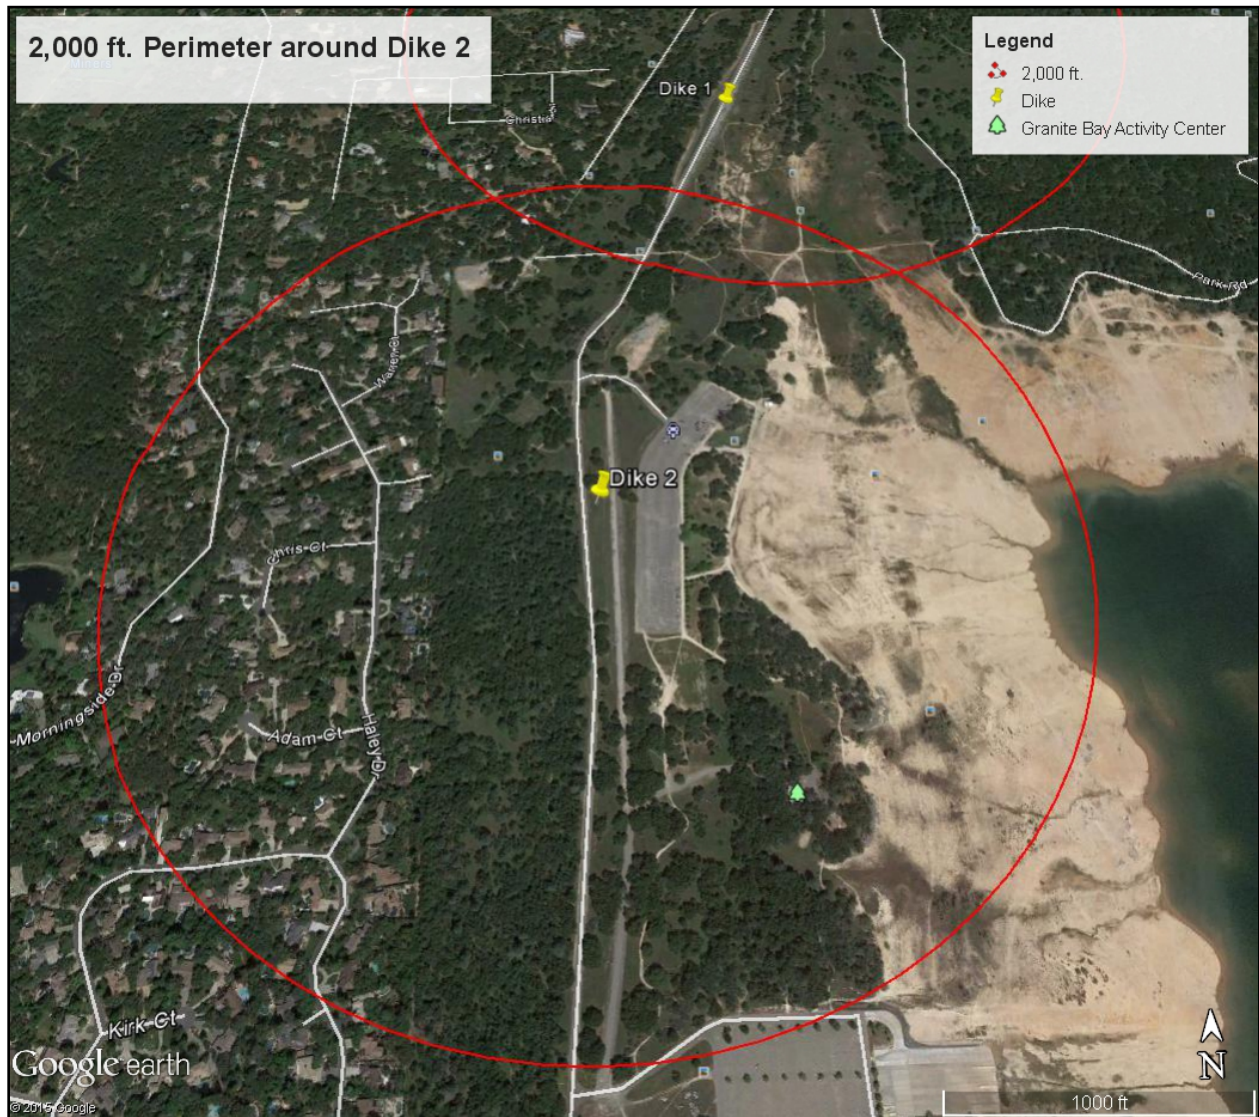 2,000 ft. Perimeter around Dike 2
Legend
2,000 ft.
Dike
Granite Bay Activity Center
Dike 1
Park Rd
Dike 2
Chris Ct
Morningside Dr
Adam Ct
Haley Dr
Kirk Ct
Google earth
© 2015 Google
N
1000 ft